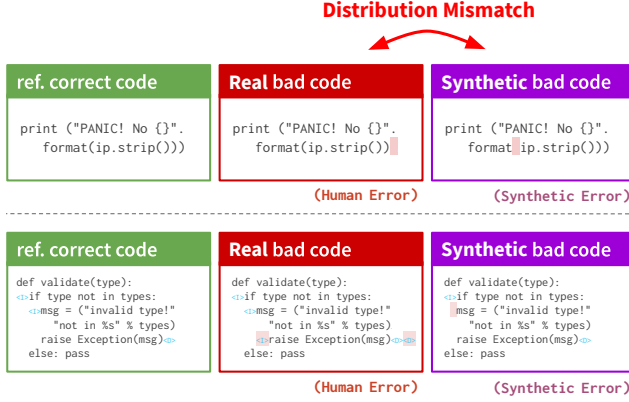 Distribution Mismatch
ref. correct code
print ("PANIC! No {}".
format(ip.strip()))
Real bad code
print ("PANIC! No {}".
format(ip.strip())
(Human Error)
Synthetic bad code
print ("PANIC! No {}".
format ip.strip()))
(Synthetic Error)
ref. correct code
def validate(type):
<I>if type not in types:
<I>msg = ("invalid type!"
"not in %s" % types)
raise Exception(msg)<D>
else: pass
Real bad code
def validate(type):
<I>if type not in types:
<I>msg = ("invalid type!"
"not in %s" % types)
<I>raise Exception(msg)<D><D>
else: pass
(Human Error)
Synthetic bad code
def validate(type):
<I>if type not in types:
msg = ("invalid type!"
"not in %s" % types)
raise Exception(msg)<D>
else: pass
(Synthetic Error)